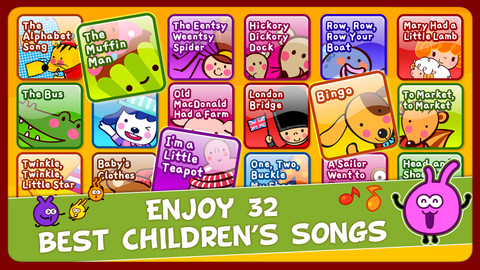 The
Alphabet
Song
The
Muffin
Man
The Eentsy
Weentsy
Spider
Hickory
Dickory
Dock
Row, Row,
Row Your
Boat
Mary Had a
Little Lamb
The Bus
Old
MacDonald
Had a Farm
London
Bridge
Bingo
To Market,
to Market
Twinkle,
Twinkle,
Little Star
Baby's
Clothes
I'm a
Little
Teapot
One, Two,
Buckle
A Sailor
Went to
Head and
ENJOY 32
BEST CHILDREN'S SONGS